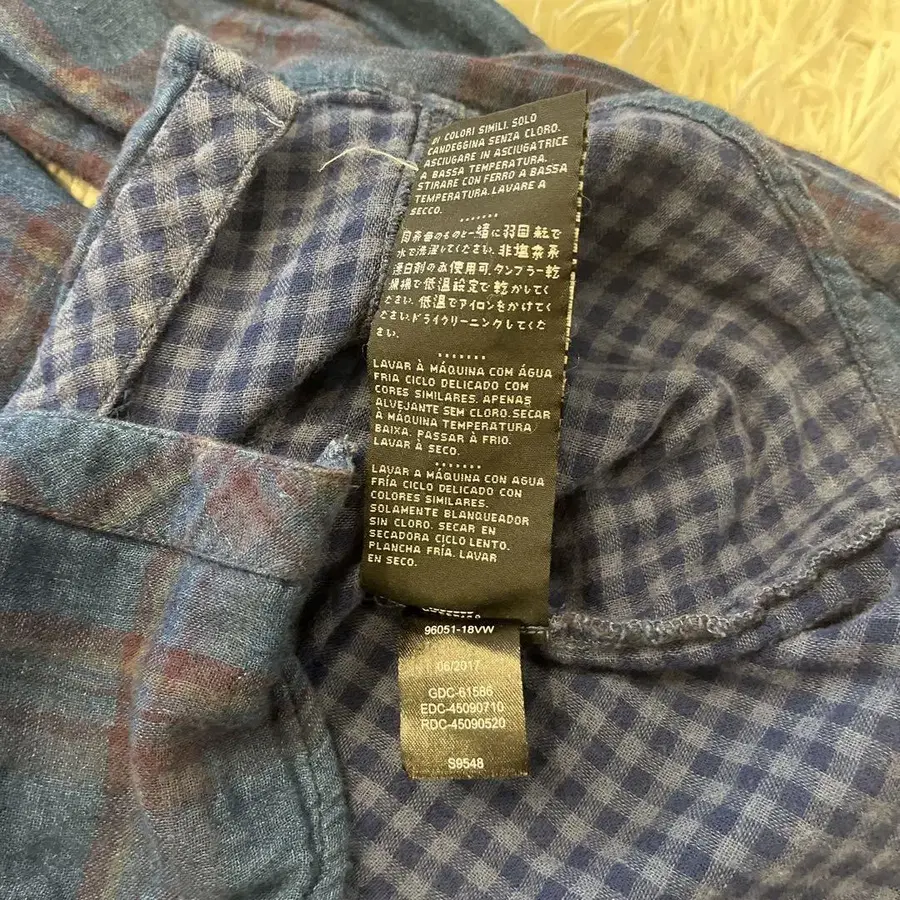 DI COLORI SIMILI. SOLO
CANDEGGINA SENZA CLORO.
ASCIUGARE IN ASCIUGATRICE
A BASSA TEMPERATURA.
STIRARE CON FERRO A BASSA
TEMPERATURA. LAVARE A
SECCO.
同系色のものと一緒に弱回転で
水で洗濯してください. 非塩素系
漂白剤のみ使用可. タンブラー乾
燥機で低温設定で乾かしてく
ださい. 低温でアイロンをかけてく
ださい. ドライクリーニングしてくだ
さい.
LAVAR À MÁQUINA COM ÁGUA
FRIA CICLO DELICADO COM
CORES SIMILARES. APENAS
ALVEJANTE SEM CLORO. SECAR
À MÁQUINA TEMPERATURA
BAIXA. PASSAR À FRIO.
LAVAR À SECO.
LAVAR A MÁQUINA CON AGUA
FRÍA CICLO DELICADO CON
COLORES SIMILARES.
SOLAMENTE BLANQUEADOR
SIN CLORO. SECAR EN
SECADORA CICLO LENTO.
PLANCHA FRÍA. LAVAR
EN SECO.
96051-18VW
06/2017
GDC-61586
EDC-45090710
RDC-45090520
S9548